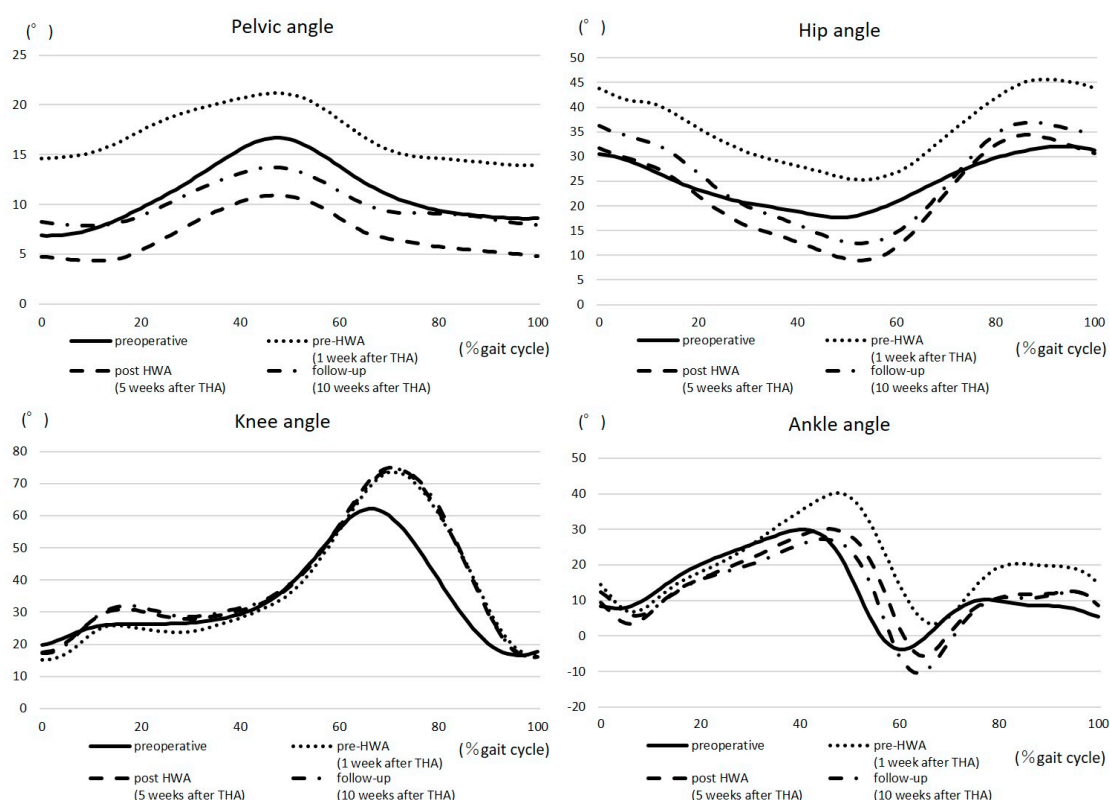 Pelvic angle
(° )
25
20
15
10
5
0
0 20 40 60 80 100
(%gait cycle)
preoperative
pre-HWA
(1 week after THA)
post HWA
(5 weeks after THA)
follow-up
(10 weeks after THA)
Hip angle
(° )
50
45
40
35
30
25
20
15
10
5
0
0 20 40 60 80 100
(%gait cycle)
preoperative
pre-HWA
(1 week after THA)
post HWA
(5 weeks after THA)
follow-up
(10 weeks after THA)
Knee angle
(° )
80
70
60
50
40
30
20
10
0
0 20 40 60 80 100
(%gait cycle)
preoperative
pre-HWA
(1 week after THA)
post HWA
(5 weeks after THA)
follow-up
(10 weeks after THA)
Ankle angle
(° )
50
40
30
20
10
0
-10
-20
0 20 40 60 80 100
(%gait cycle)
preoperative
pre-HWA
(1 week after THA)
post HWA
(5 weeks after THA)
follow-up
(10 weeks after THA)